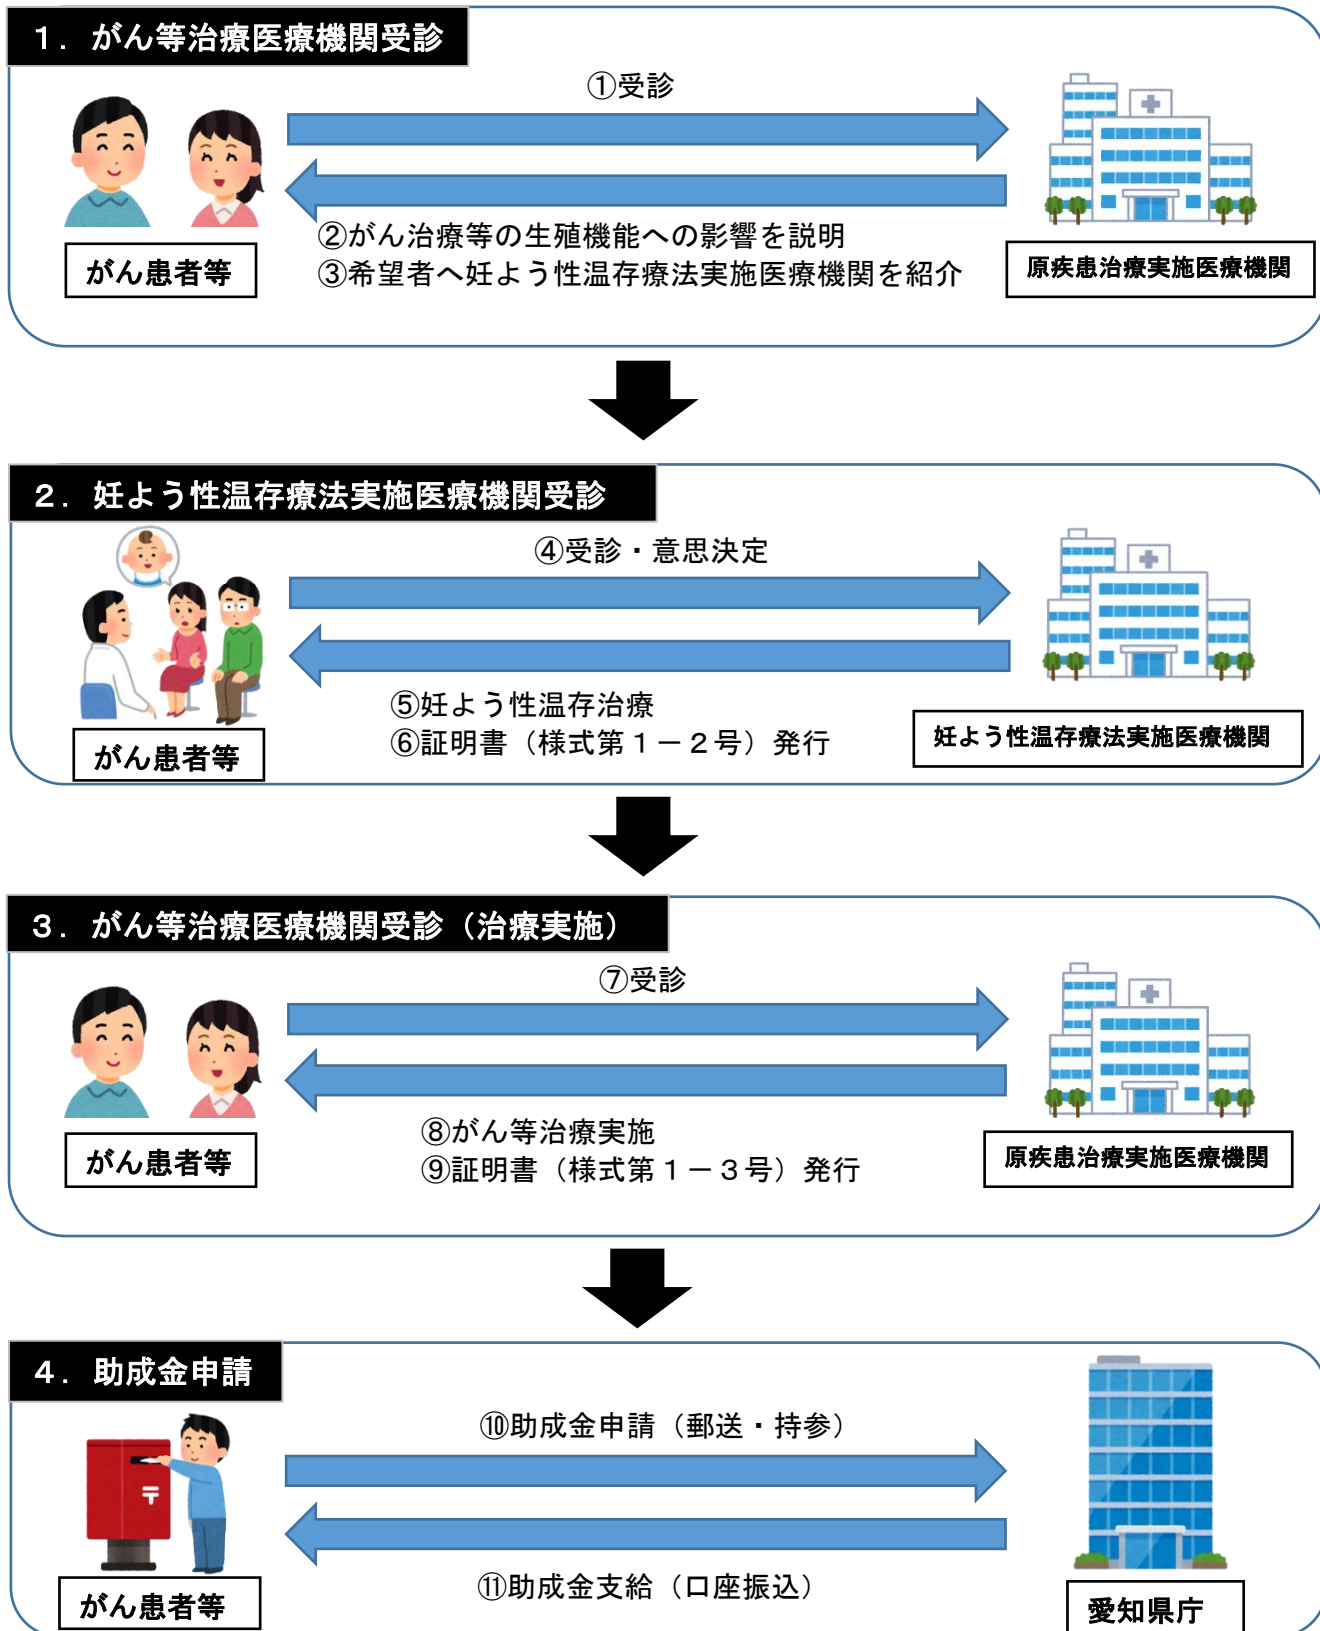 １．がん等治療医療機関受診
①受診
②がん治療等の生殖機能への影響を説明
③希望者へ妊よう性温存療法実施医療機関を紹介
がん患者等
原疾患治療実施医療機関
２．妊よう性温存療法実施医療機関受診
④受診・意思決定
⑤妊よう性温存治療
⑥証明書（様式第１－２号）発行
がん患者等
妊よう性温存療法実施医療機関
３．がん等治療医療機関受診（治療実施）
⑦受診
⑧がん等治療実施
⑨証明書（様式第１－３号）発行
がん患者等
原疾患治療実施医療機関
４．助成金申請
⑩助成金申請（郵送・持参）
〒
⑪助成金支給（口座振込）
がん患者等
愛知県庁